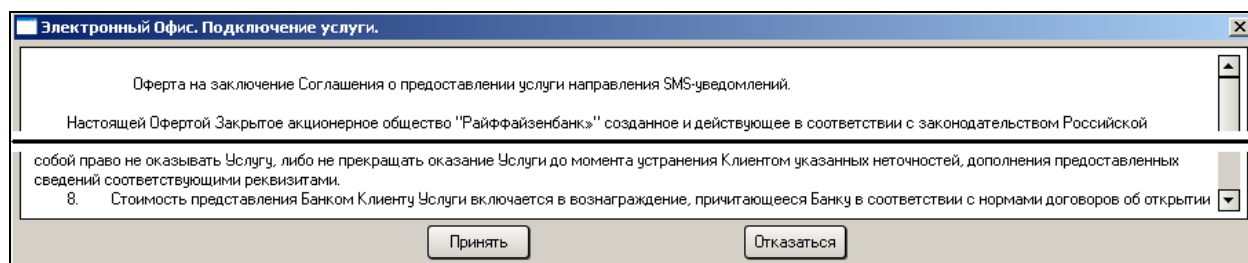 Электронный Офис. Подключение услуги.
Оферта на заключение Соглашения о предоставлении услуги направления SMS-уведомлений.
Настоящей Офертой Закрытое акционерное общество "Райффайзенбанк»" созданное и действующее в соответствии с законодательством Российской
собой право не оказывать Услугу, либо не прекращать оказание Услуги до момента устранения Клиентом указанных неточностей, дополнения предоставленных
сведений соответствующими реквизитами.
8. Стоимость представления Банком Клиенту Услуги включается в вознаграждение, причитающееся Банку в соответствии с нормами договоров об открытии
Принять Отказаться